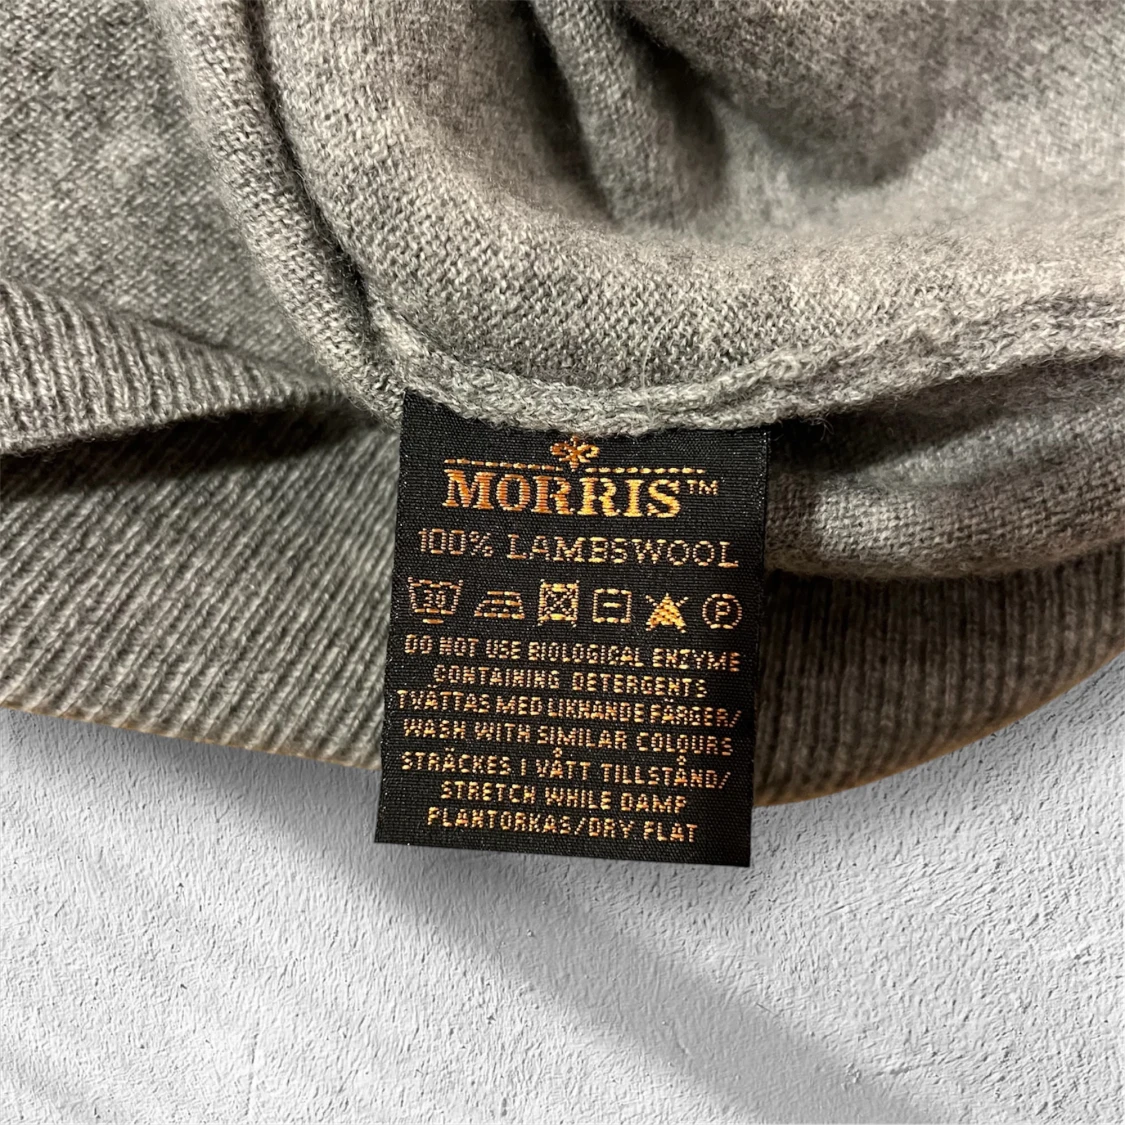 MORRIS™
100% LAMBSWOOL
30 P
DO NOT USE BIOLOGICAL ENZYME
CONTAINING DETERGENTS
TVÄTTAS MED LIKNANDE FÄRGER/
WASH WITH SIMILAR COLOURS
STRÄCKES I VÅTT TILLSTÅND/
STRETCH WHILE DAMP
PLANTORKAS/DRY FLAT